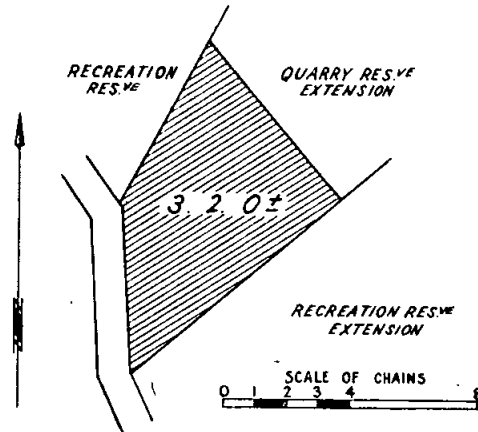 RECREATION
RES.VE
QUARRY RES.VE
EXTENSION
3. 2. 0±
RECREATION RES.VE
EXTENSION
SCALE OF CHAINS
0 1 2 3 4 8